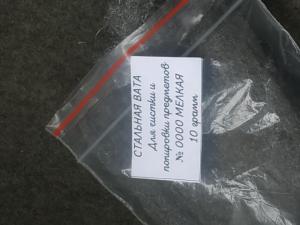 СТАЛЬНАЯ ВАТА
Для чистки и
полировки предметов
№ 0000 МЕЛКАЯ
10 грамм